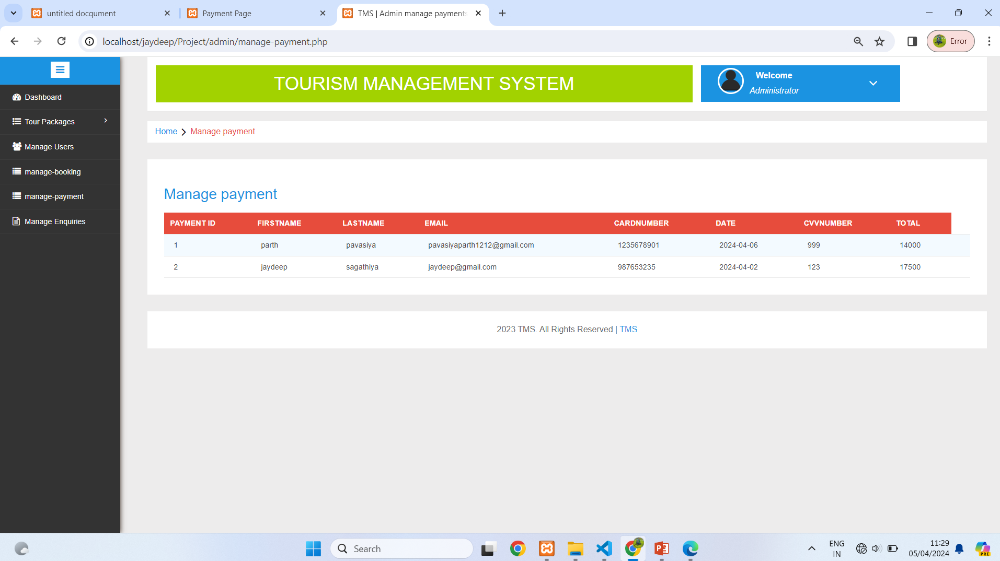 untitled docqument
Payment Page
TMS | Admin manage payments
localhost/jaydeep/Project/admin/manage-payment.php
Error
TOURISM MANAGEMENT SYSTEM
Welcome
Administrator
Dashboard
Tour Packages
Manage Users
manage-booking
manage-payment
Manage Enquiries
Home Manage payment
Manage payment
PAYMENT ID FIRSTNAME LASTNAME EMAIL CARDNUMBER DATE CVVNUMBER TOTAL
1 parth pavasiya pavasiyaparth1212@gmail.com 1235678901 2024-04-06 999 14000
2 jaydeep sagathiya jaydeep@gmail.com 987653235 2024-04-02 123 17500
2023 TMS. All Rights Reserved | TMS
Search
ENG
IN
11:29
05/04/2024
PRE